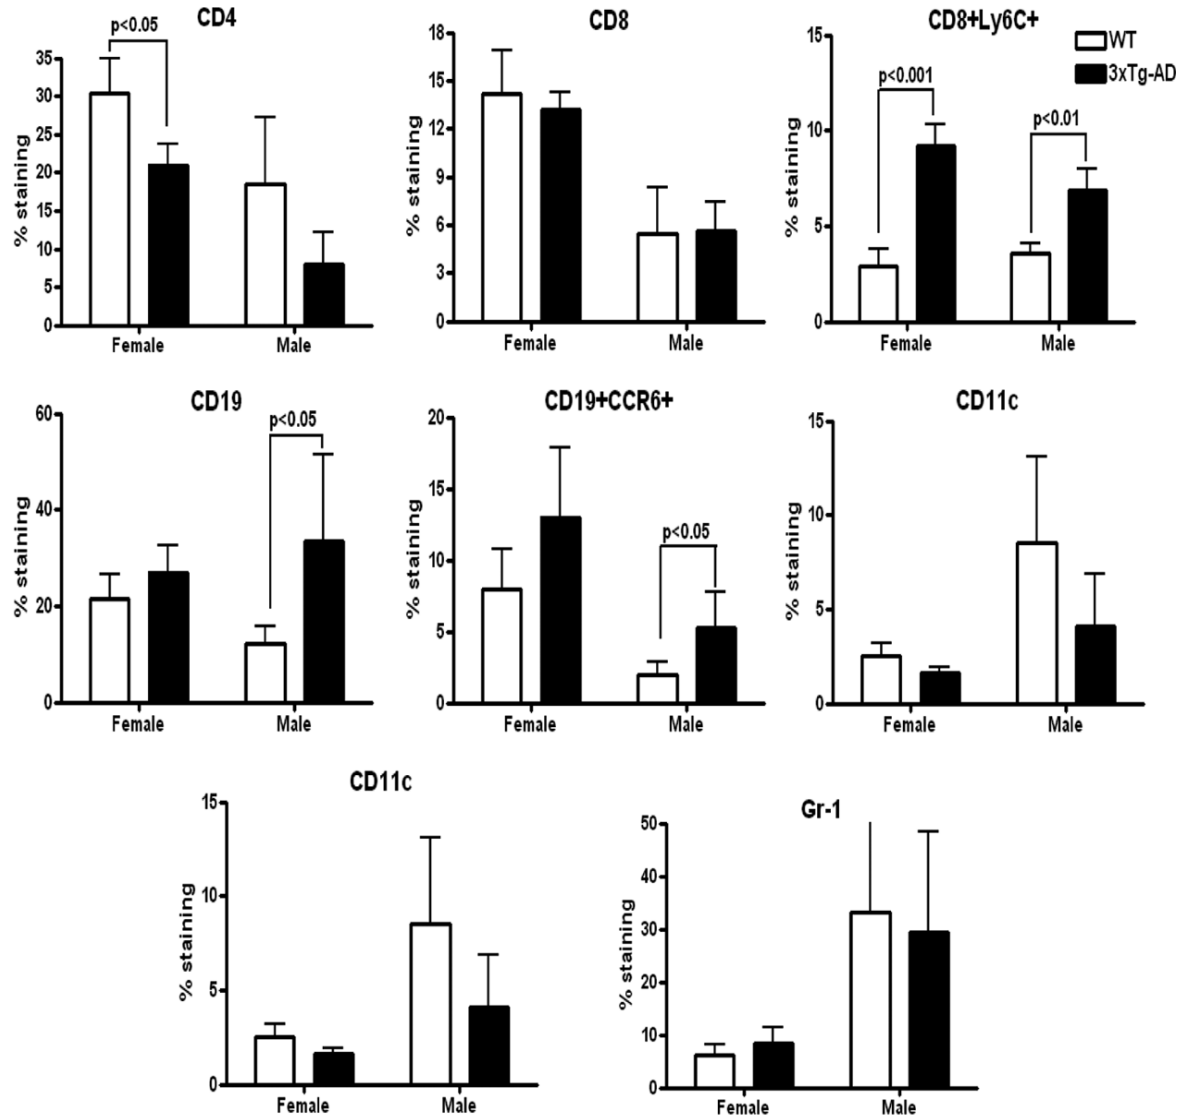 CD4
p<0.05
% staining
35
30
25
20
15
10
5
0
Female Male
CD8
% staining
18
15
12
9
6
3
0
Female Male
CD8+Ly6C+
WT
3xTg-AD
p<0.001
p<0.01
% staining
15
10
5
0
Female Male
CD19
p<0.05
% staining
60
40
20
0
Female Male
CD19+CCR6+
p<0.05
% staining
20
15
10
5
0
Female Male
CD11c
% staining
15
10
5
0
Female Male
CD11c
% staining
15
10
5
0
Female Male
Gr-1
% staining
50
40
30
20
10
0
Female Male